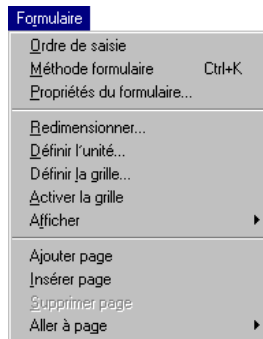 Formulaire
Ordre de saisie
Méthode formulaire Ctrl+K
Propriétés du formulaire...
Redimensionner...
Définir l'unité...
Définir la grille...
Activer la grille
Afficher
Ajouter page
Insérer page
Supprimer page
Aller à page